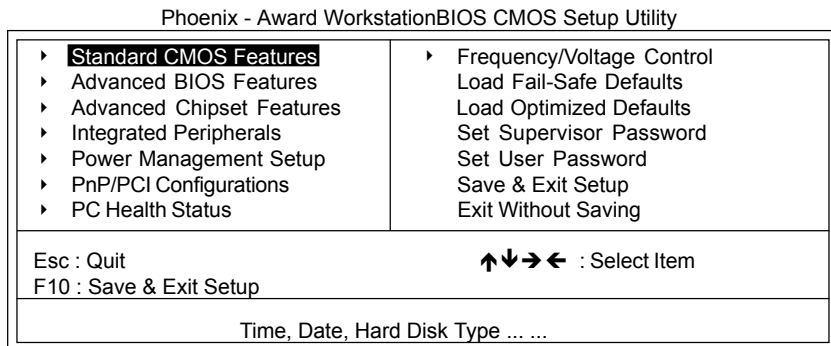 Phoenix - Award WorkstationBIOS CMOS Setup Utility
‣ Standard CMOS Features
‣ Advanced BIOS Features
‣ Advanced Chipset Features
‣ Integrated Peripherals
‣ Power Management Setup
‣ PnP/PCI Configurations
‣ PC Health Status
‣ Frequency/Voltage Control
Load Fail-Safe Defaults
Load Optimized Defaults
Set Supervisor Password
Set User Password
Save & Exit Setup
Exit Without Saving
Esc : Quit
F10 : Save & Exit Setup
↑↓→← : Select Item
Time, Date, Hard Disk Type ... ...